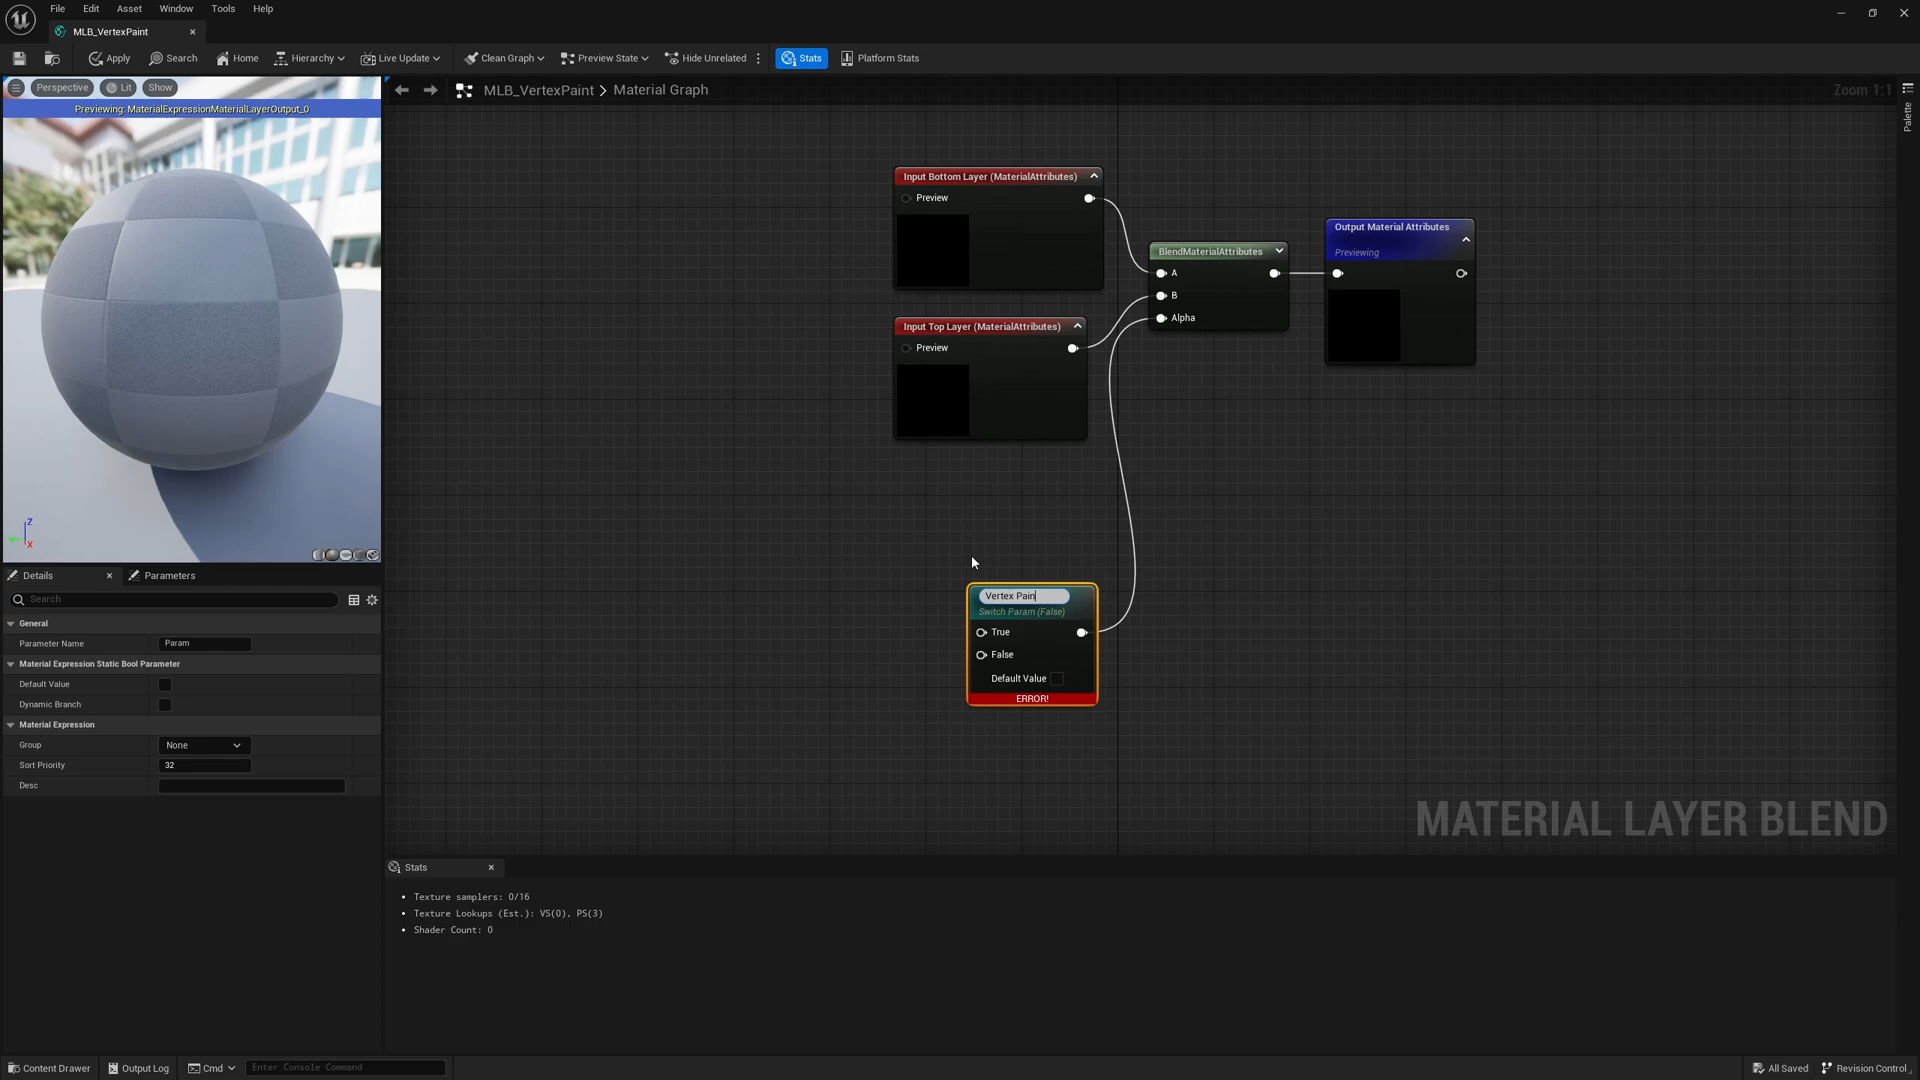 File Edit Asset Window Tools Help
MLB_VertexPaint
Apply Search Home Hierarchy Live Update Clean Graph Preview State Hide Unrelated Stats Platform Stats
Perspective Lit Show
Previewing: MaterialExpressionMaterialLayerOutput_0
MLB_VertexPaint > Material Graph
Zoom 1:1
Palette
Input Bottom Layer (MaterialAttributes)
Preview
Input Top Layer (MaterialAttributes)
Preview
BlendMaterialAttributes
A
B
Alpha
Output Material Attributes
Previewing
Vertex Pain
Switch Param (False)
True
False
Default Value
ERROR!
MATERIAL LAYER BLEND
Z
X
Details Parameters
Search
General
Parameter Name Param
Material Expression Static Bool Parameter
Default Value
Dynamic Branch
Material Expression
Group None
Sort Priority 32
Desc
Stats
Texture samplers: 0/16
Texture Lookups (Est.): VS(0), PS(3)
Shader Count: 0
Content Drawer Output Log Cmd Enter Console Command All Saved Revision Control